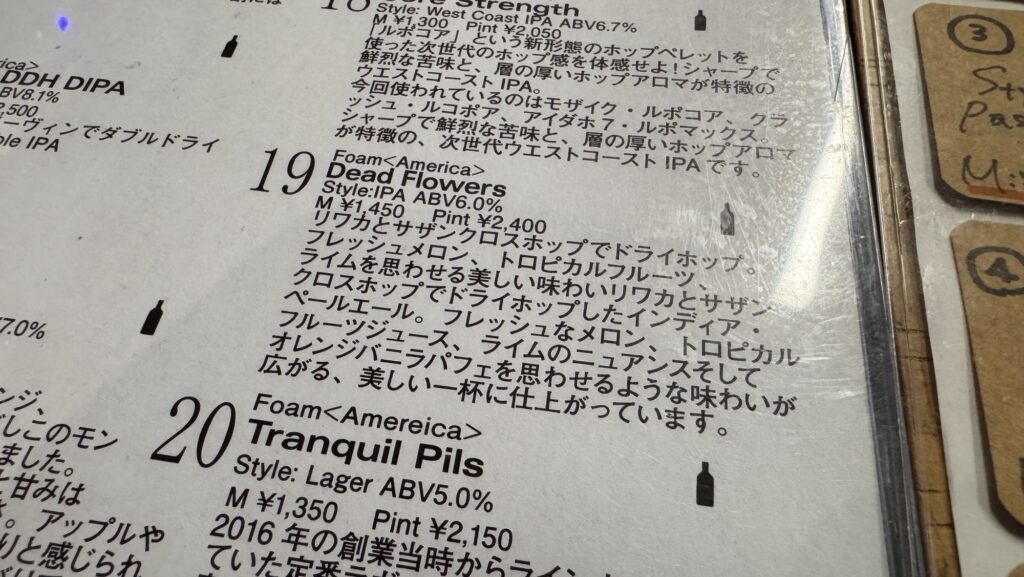 DDH DIPA
ABV8.1%
ーヴィンでダブルドライ
ole IPA
7.0%
ンジ、
ました。
アップルや
りと感じられ
18
Strength
Style: West Coast IPA ABV6.7%
M ¥1,300 Pint ¥2,050
「ルポコア」という新形態のホップペレットを
使った次世代のホップ感を体感せよ!シャープで
鮮烈な苦味と、層の厚いホップアロマが特徴の
ウエストコースト IPA。
今回使われているのはモザイク・ルポコア、クラ
ッシュ・ルコポア、アイダホ 7・ルポマックス、
シャープで鮮烈な苦味と、層の厚いホップアロマ
が特徴の、次世代ウエストコースト IPA です。
19
Foam<America>
Dead Flowers
Style:IPA ABV6.0%
M ¥1,450 Pint ¥2,400
リワカとサザンクロスホップでドライホップ。
フレッシュメロン、トロピカルフルーツ、
ライムを思わせる美しい味わいリワカとサザン
クロスホップでドライホップしたインディア・
ペールエール。フレッシュなメロン、トロピカル
フルーツジュース、ライムのニュアンスそして
オレンジバニラパフェを思わせるような味わいが
広がる、美しい一杯に仕上がっています。
20
Foam<Amereica>
Tranquil Pils
Style: Lager ABV5.0%
M ¥1,350 Pint ¥2,150
2016 年の創業当時からライン
ていた定番
③
④